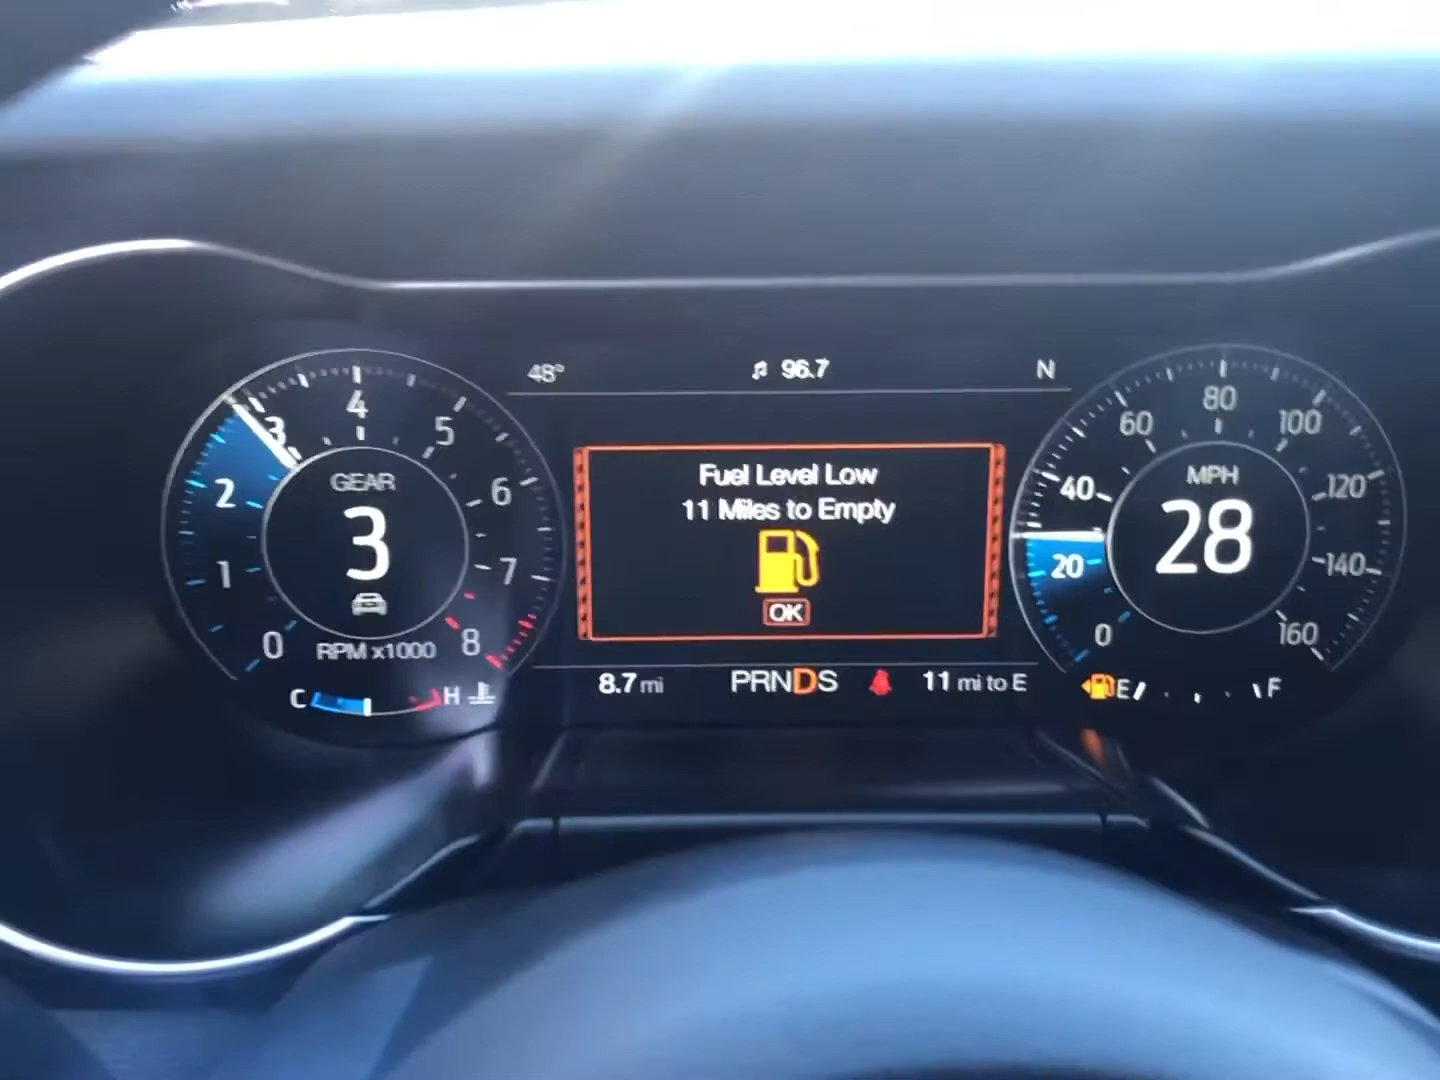 48° 96.7 N
Fuel Level Low
11 Miles to Empty
OK
GEAR
3
0 1 2 3 4 5 6 7 8
RPM x1000
C H
MPH
28
0 20 40 60 80 100 120 140 160
8.7 mi PRNDS 11 mi to E
E F